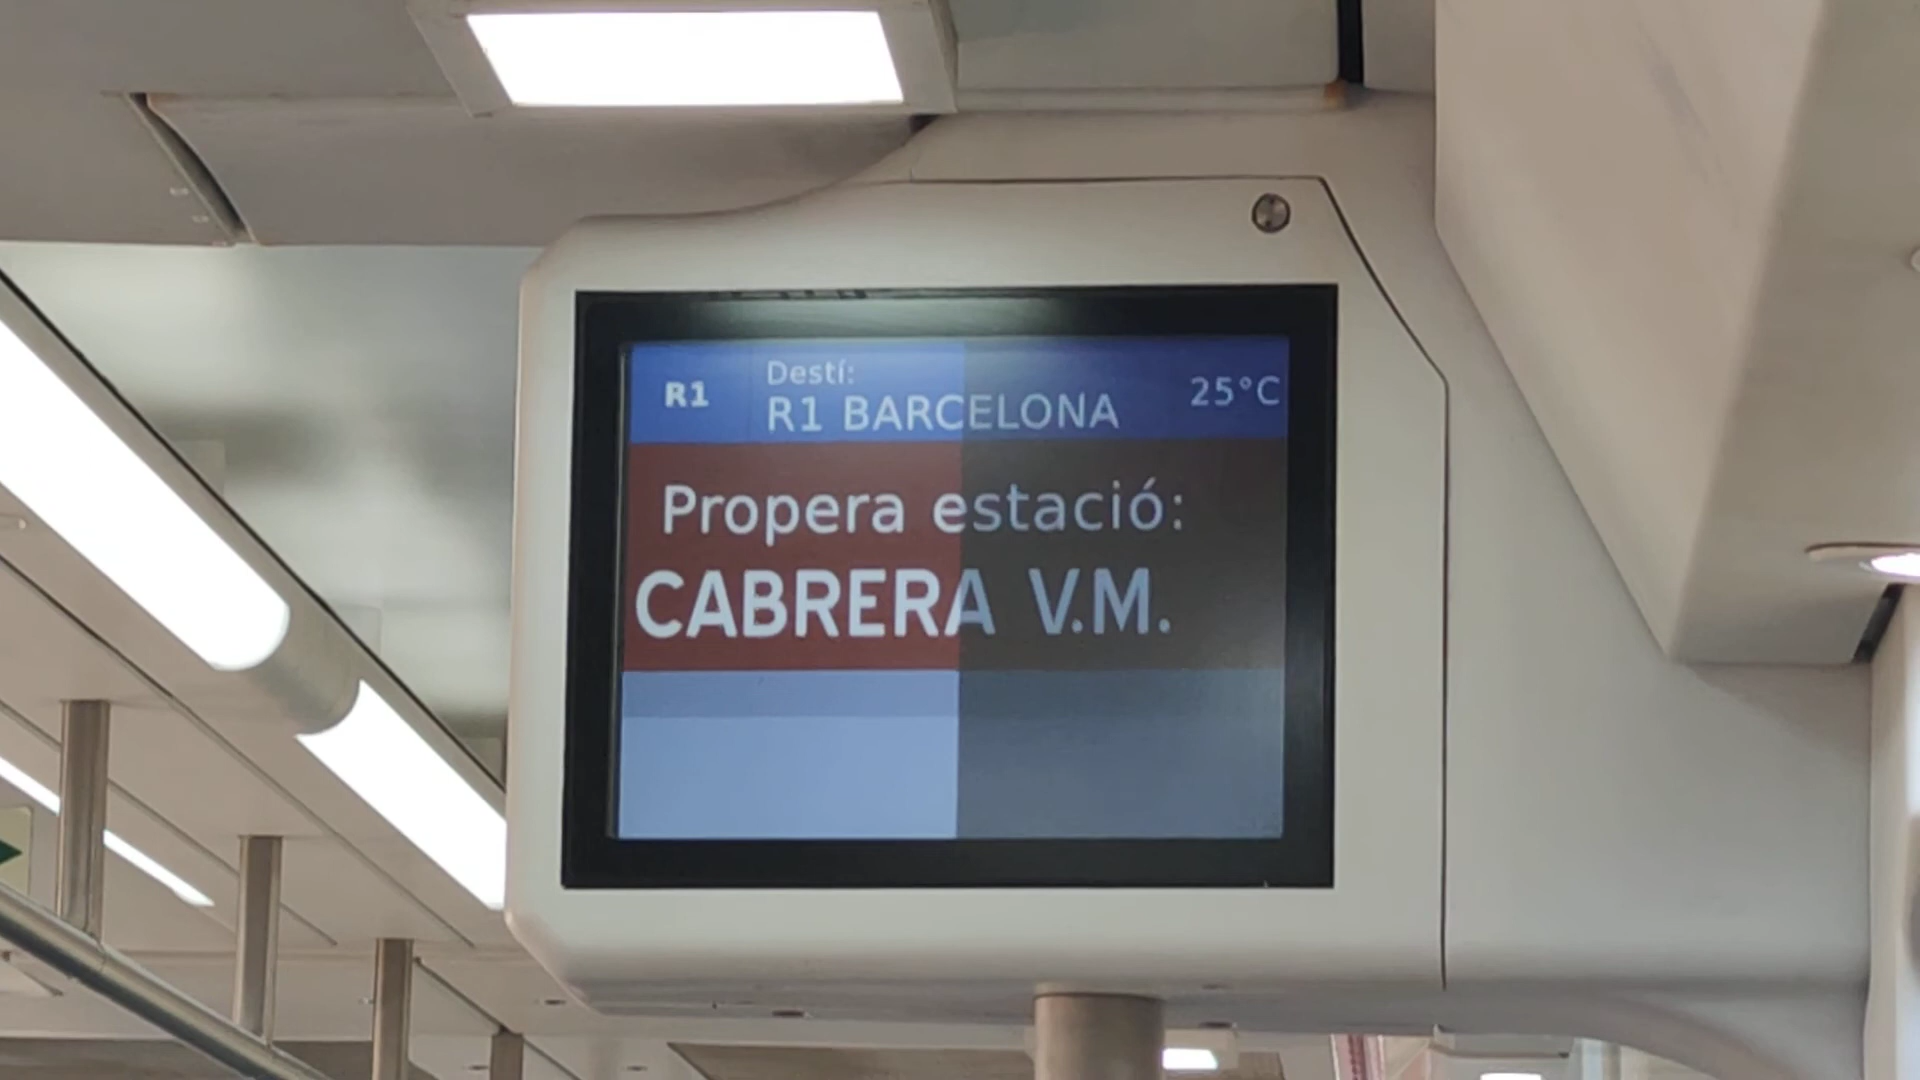 R1
Destí:
R1 BARCELONA
25°C
Propera estació:
CABRERA V.M.